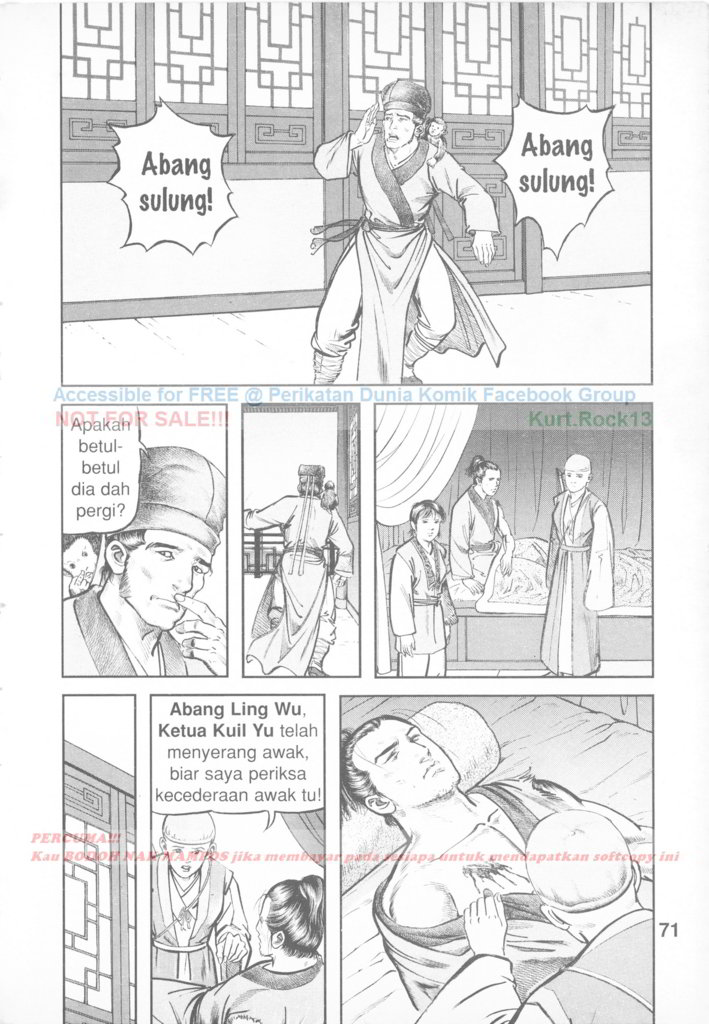 Abang
sulung!
Abang
sulung!
Accessible for FREE @ Perikatan Dunia Komik Facebook Group
NOT FOR SALE!!!
Kurt.Rock13
Apakah
betul-
betul
dia dah
pergi?
Abang Ling Wu,
Ketua Kuil Yu telah
menyerang awak,
biar saya periksa
kecederaan awak tu!
PERCUMA!!!
Kau BODOH NAK MAMPOS jika membayar pada sesiapa untuk mendapatkan softcopy ini
71